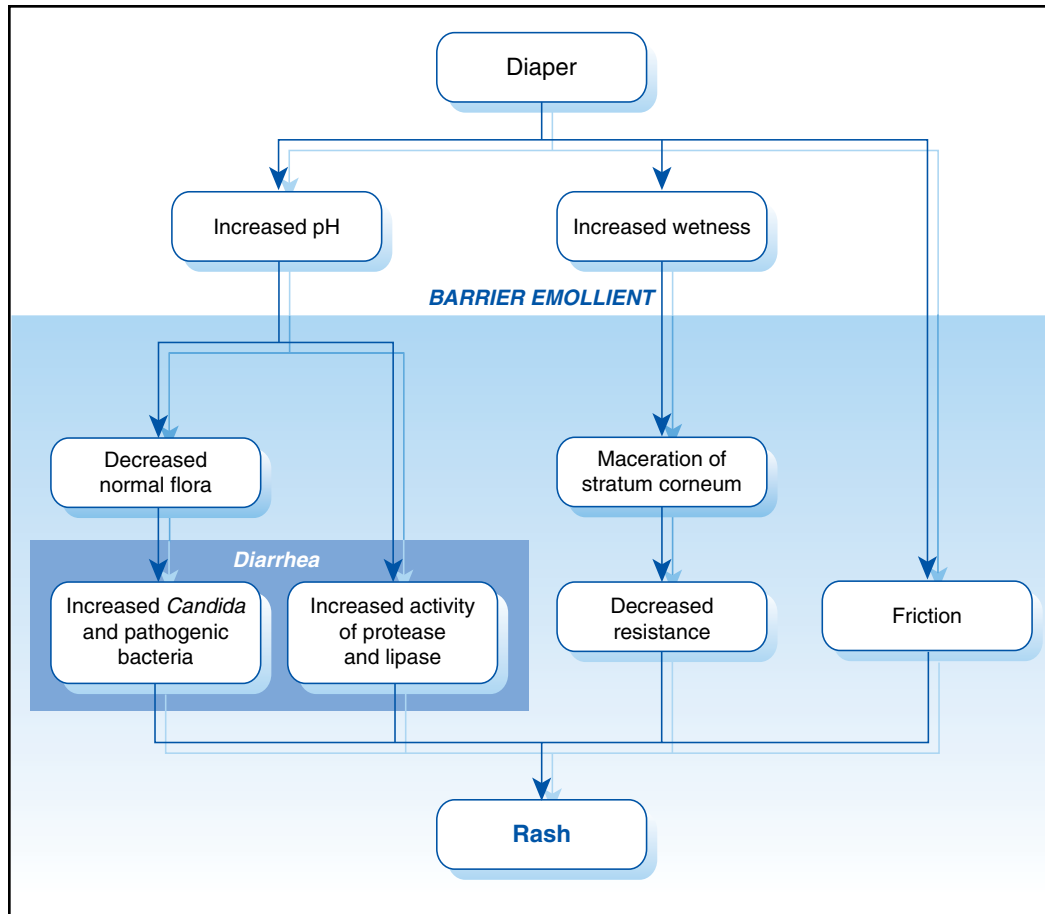 Diaper
Increased pH
Increased wetness
BARRIER EMOLLIENT
Decreased
normal flora
Maceration of
stratum corneum
Diarrhea
Increased Candida
and pathogenic
bacteria
Increased activity
of protease
and lipase
Decreased
resistance
Friction
Rash